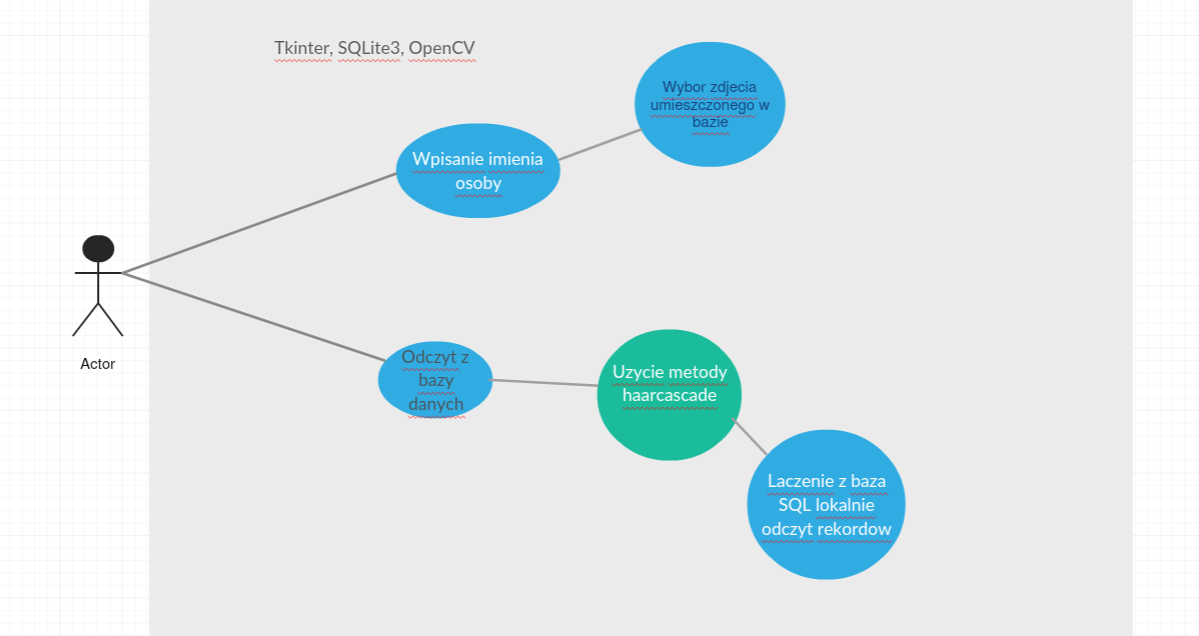 Tkinter, SQLite3, OpenCV
Wybor zdjecia
umieszczonego w
bazie
Wpisanie imienia
osoby
Actor
Odczyt z
bazy
danych
Uzycie metody
haarcascade
Laczenie z baza
SQL lokalnie
odczyt rekordow